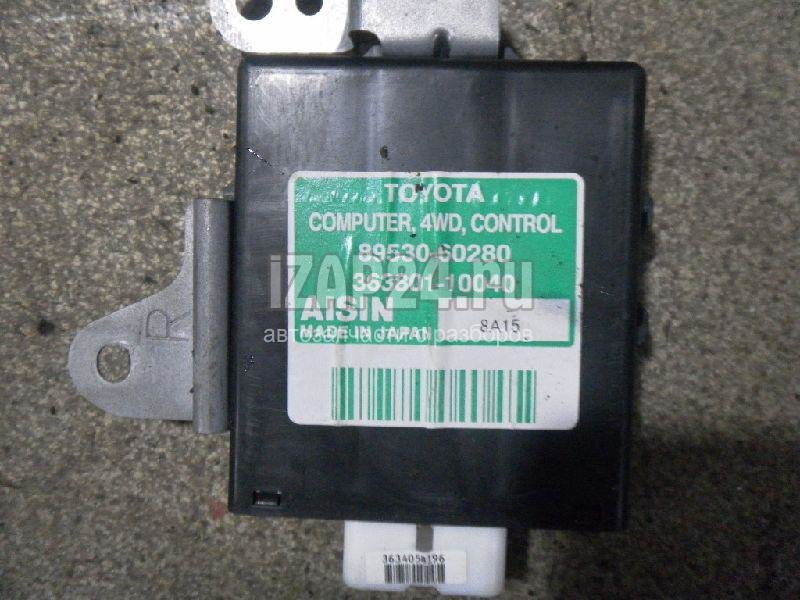 TOYOTA
COMPUTER, 4WD, CONTROL
89530-60280
363801-10040
iZAP24.ru
AISIN
8A15
MADE IN JAPAN
автозапчасти с разборов
R
363405a196